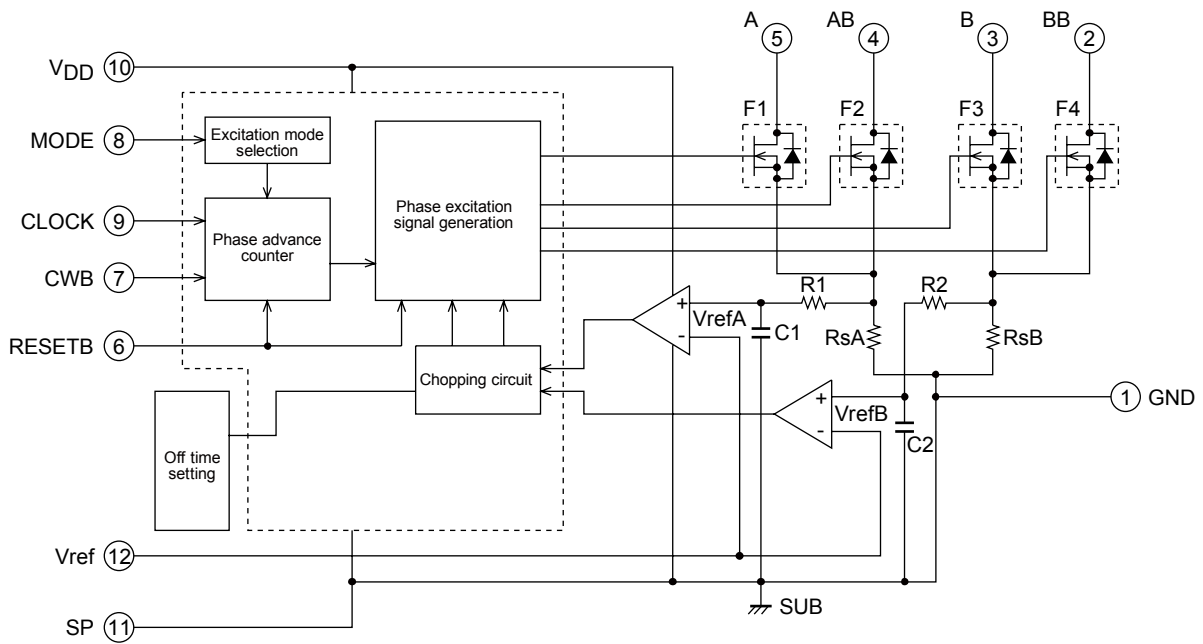 A
AB
B
BB
5
4
3
2
VDD
10
F1
F2
F3
F4
MODE
8
Excitation mode
selection
Phase excitation
signal generation
CLOCK
9
Phase advance
counter
CWB
7
R1
R2
+
VrefA
-
C1
RsA
RsB
RESETB
6
Chopping circuit
1
GND
+
VrefB
-
C2
Off time
setting
Vref
12
SUB
SP
11